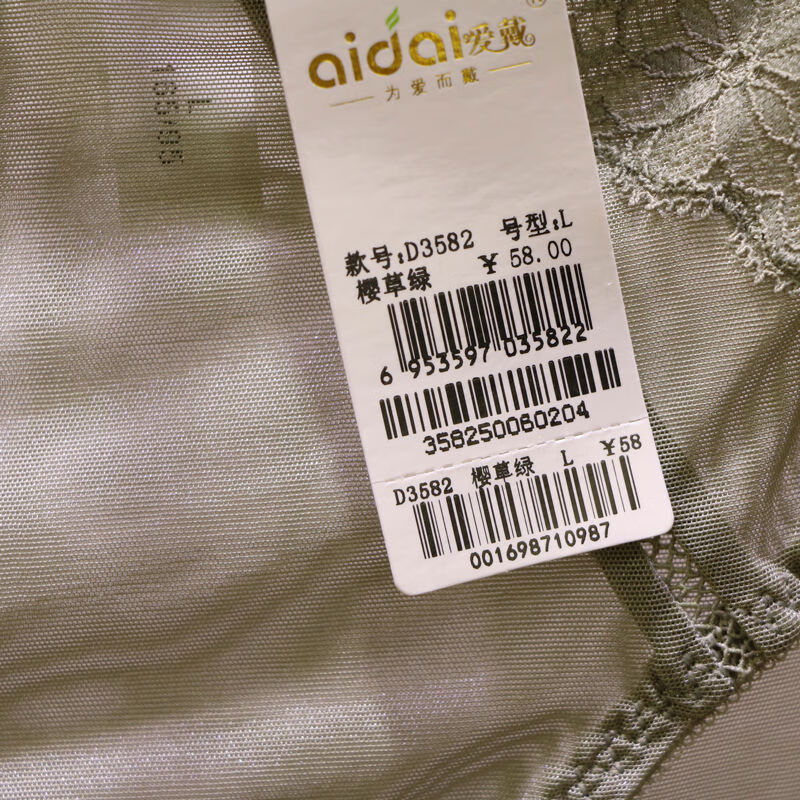 aidai爱戴®
为爱而戴
款号:D3582 号型:L
樱草绿 ¥ 58.00
6 953597 035822
358250060204
D3582 樱草绿 L ¥58
001698710987
L